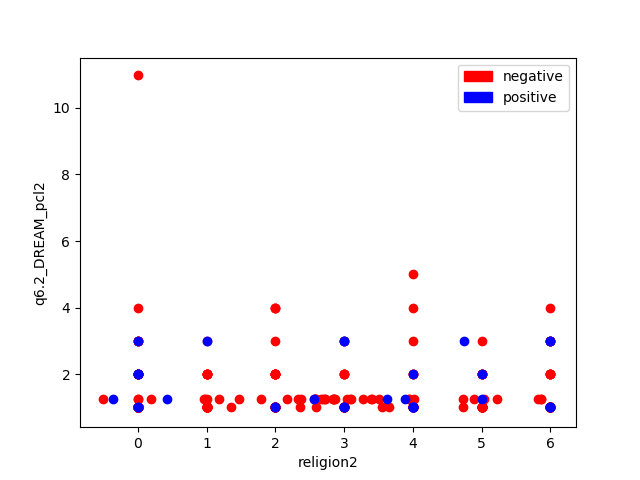 negative
positive
10
8
6
4
2
q6.2_DREAM_pcl2
0 1 2 3 4 5 6
religion2